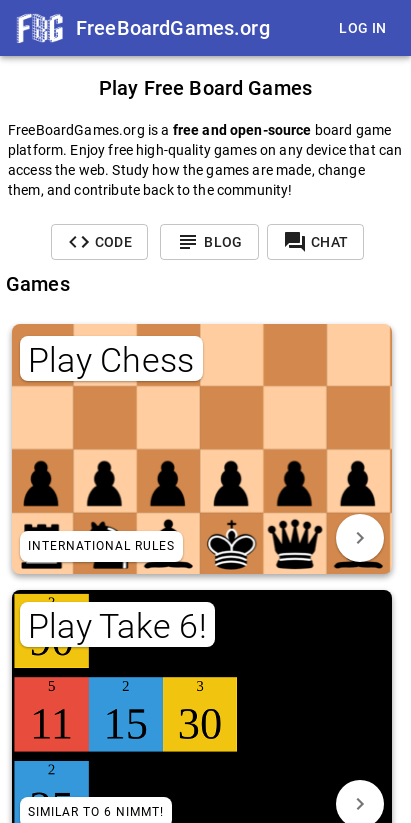 FBG FreeBoardGames.org LOG IN
Play Free Board Games
FreeBoardGames.org is a free and open-source board game
platform. Enjoy free high-quality games on any device that can
access the web. Study how the games are made, change
them, and contribute back to the community!
CODE BLOG CHAT
Games
Play Chess
INTERNATIONAL RULES
Play Take 6!
5 2 3
11 15 30
2
SIMILAR TO 6 NIMMT!